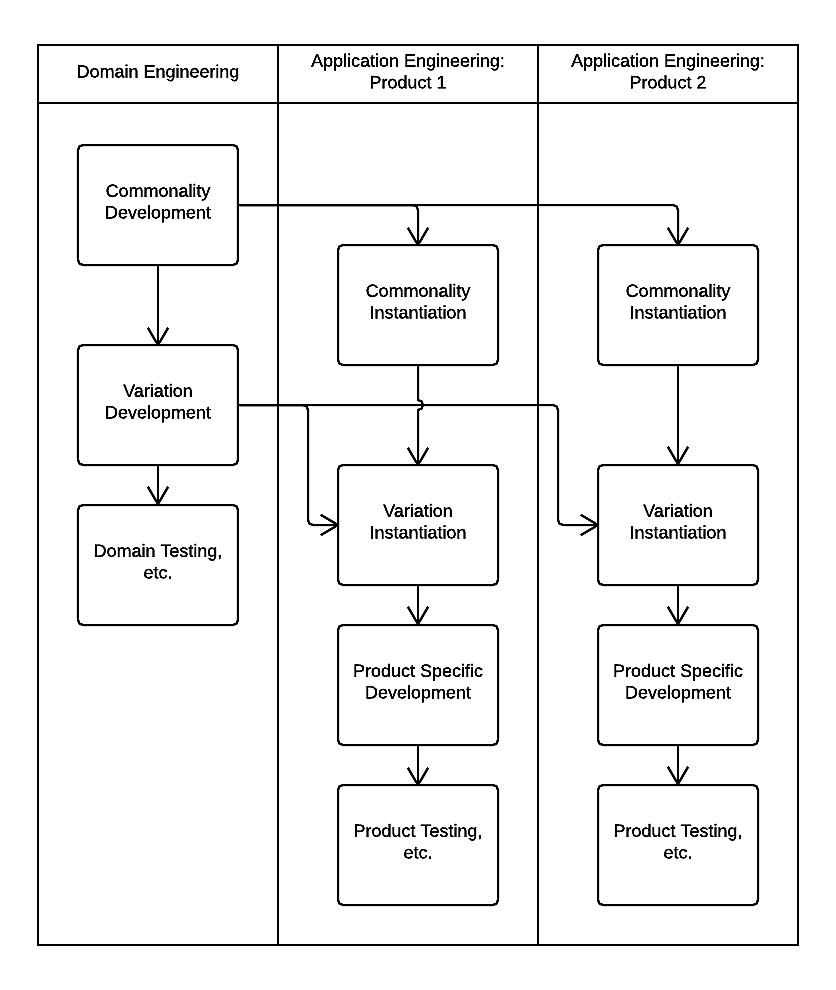 Domain Engineering
Application Engineering:
Product 1
Application Engineering:
Product 2
Commonality
Development
Commonality
Instantiation
Commonality
Instantiation
Variation
Development
Variation
Instantiation
Variation
Instantiation
Domain Testing,
etc.
Product Specific
Development
Product Specific
Development
Product Testing,
etc.
Product Testing,
etc.